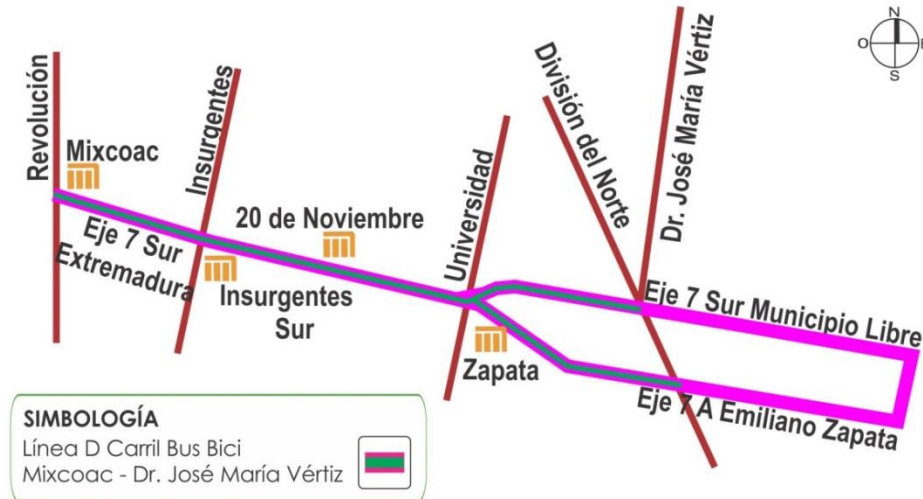 N
O
E
S
Revolución
Mixcoac
Insurgentes
20 de Noviembre
Eje 7 Sur
Extremadura
Insurgentes
Sur
Universidad
Zapata
División del Norte
Dr. José María Vértiz
Eje 7 Sur Municipio Libre
Eje 7 A Emiliano Zapata
SIMBOLOGÍA
Línea D Carril Bus Bici
Mixcoac - Dr. José María Vértiz